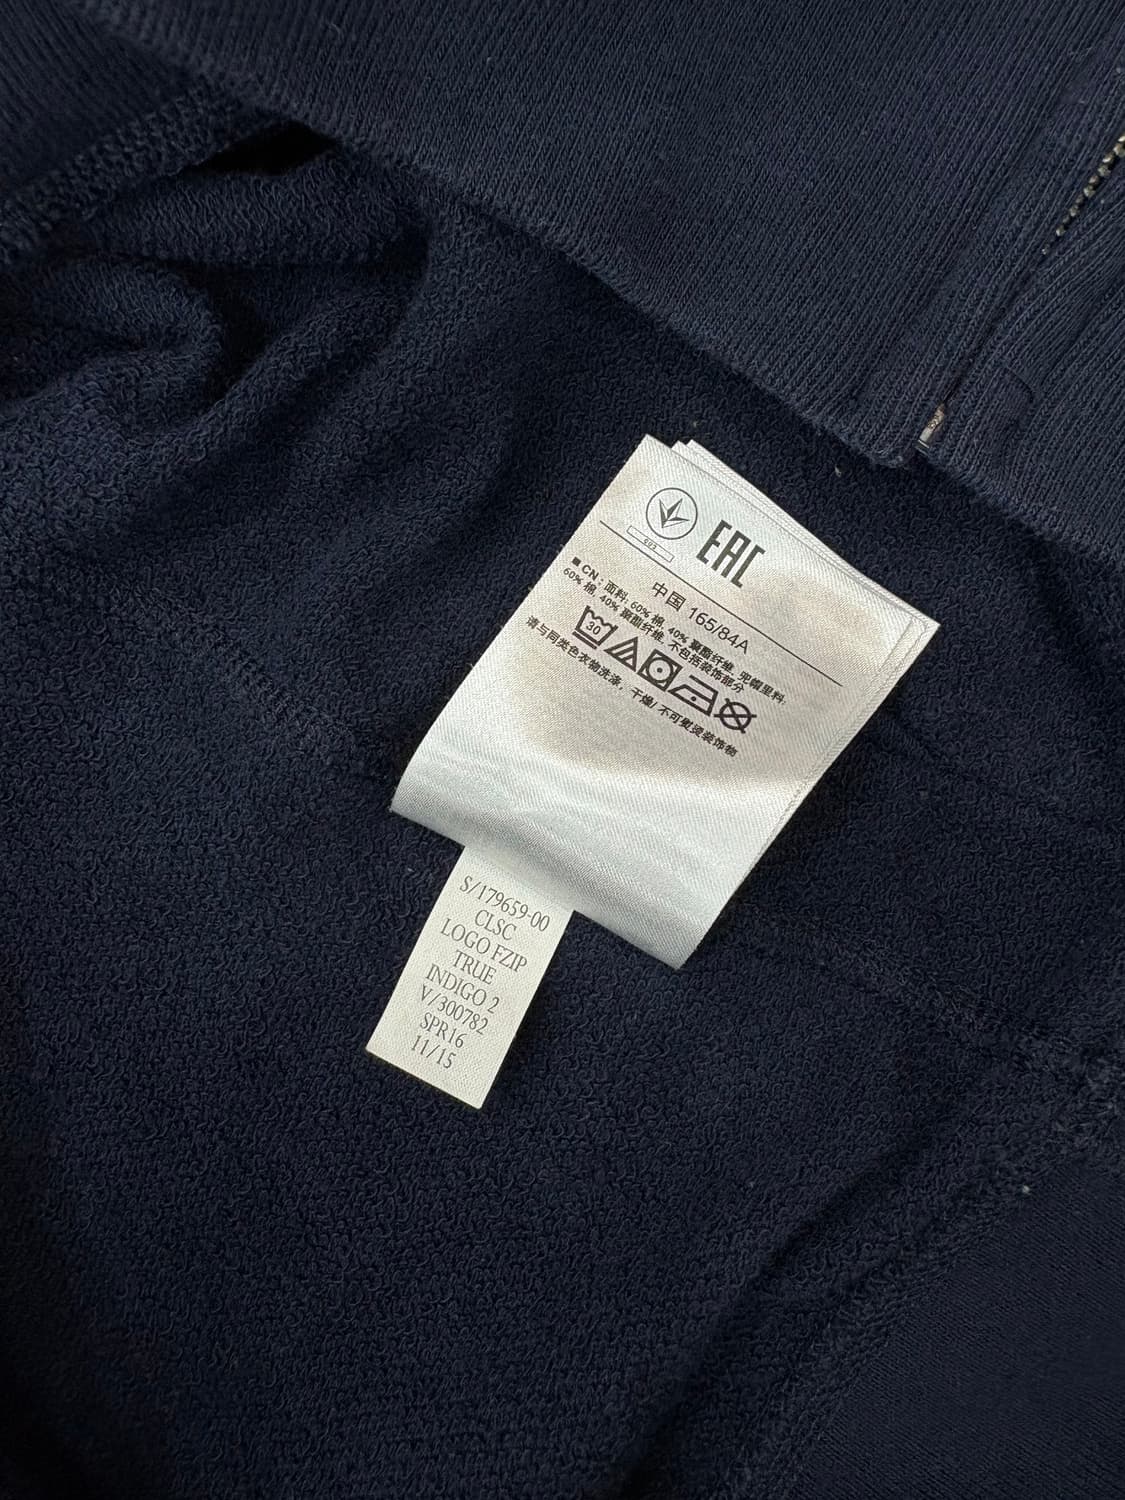 EAC
003
中国 165/84A
■ CN : 面料: 60% 棉, 40% 聚酯纤维, 兜帽里料:
60% 棉, 40% 聚酯纤维, 不包括装饰部分
30
请与同类色衣物洗涤, 干燥/ 不可熨烫装饰物
S/179659-00
CLSC
LOGO FZIP
TRUE
INDIGO 2
V/300782
SPR16
11/15